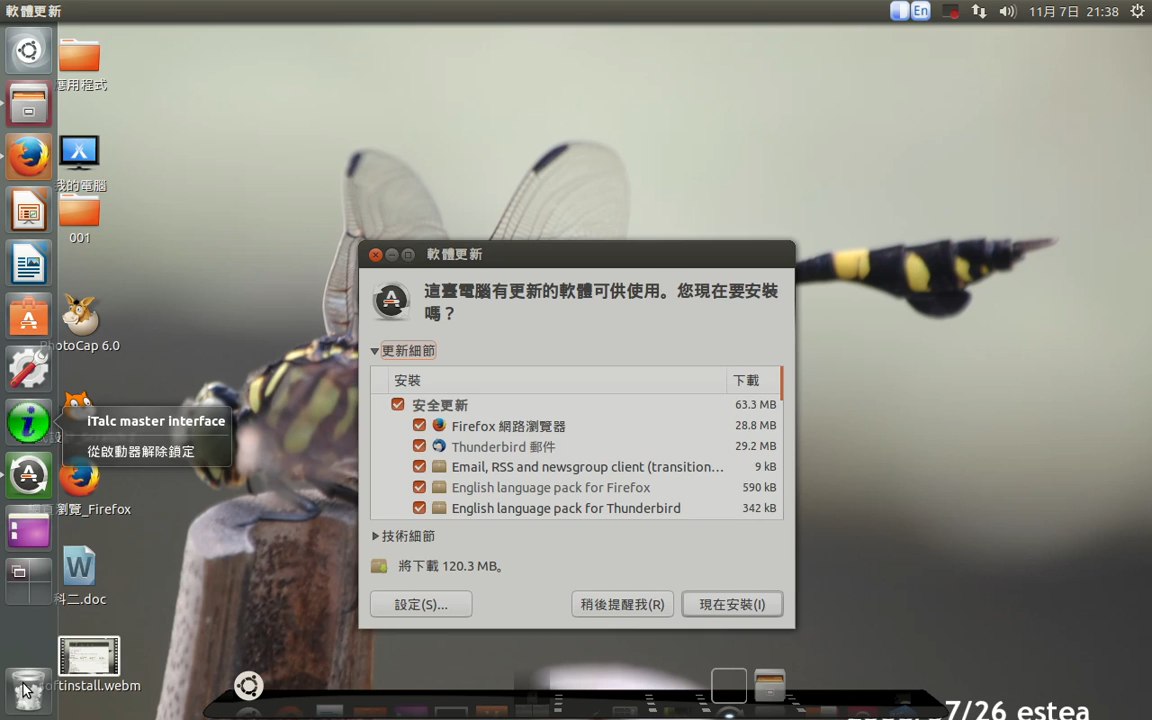 軟體更新
En
11月 7日 21:38
應用程式
我的電腦
001
PhotoCap 6.0
iTalc master interface
從啟動器解除鎖定
瀏覽_Firefox
科二.doc
oftinstall.webm
軟體更新
這臺電腦有更新的軟體可供使用。您現在要安裝
嗎？
更新細節
安裝 下載
安全更新 63.3 MB
Firefox 網路瀏覽器 28.8 MB
Thunderbird 郵件 29.2 MB
Email, RSS and newsgroup client (transition... 9 kB
English language pack for Firefox 590 kB
English language pack for Thunderbird 342 kB
技術細節
將下載 120.3 MB。
設定(S)... 稍後提醒我(R) 現在安裝(I)
7/26 estea